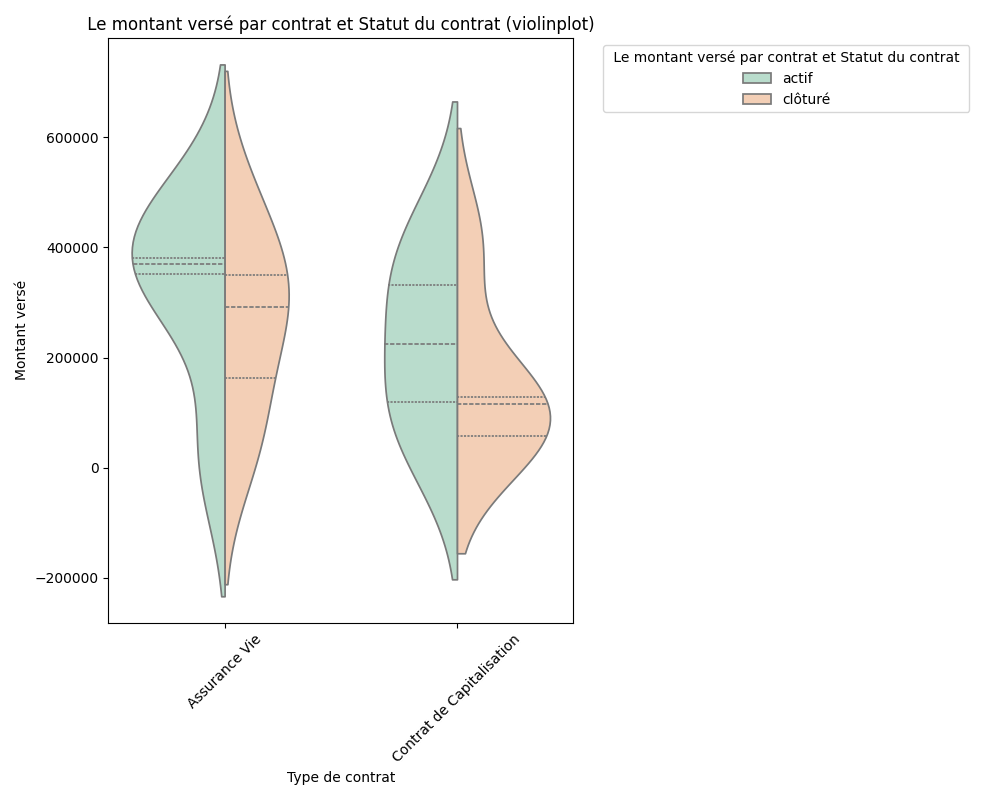 Le montant versé par contrat et Statut du contrat (violinplot)
Le montant versé par contrat et Statut du contrat
actif
clôturé
600000
400000
200000
0
−200000
Montant versé
Assurance Vie
Contrat de Capitalisation
Type de contrat